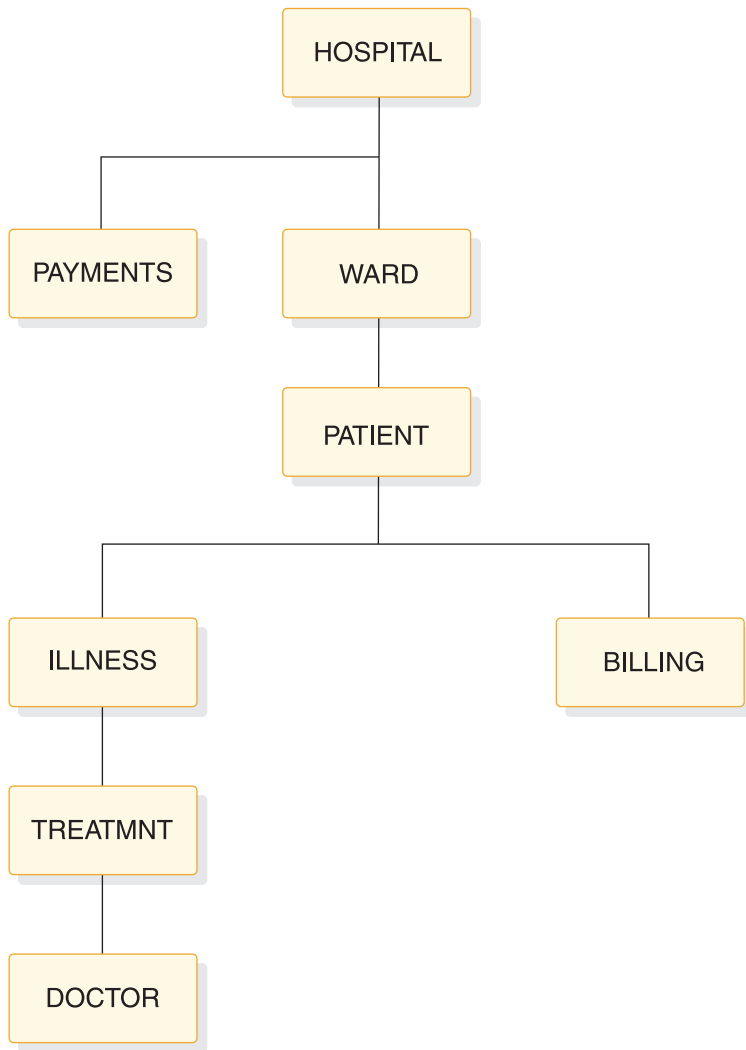 HOSPITAL
PAYMENTS
WARD
PATIENT
ILLNESS
BILLING
TREATMNT
DOCTOR